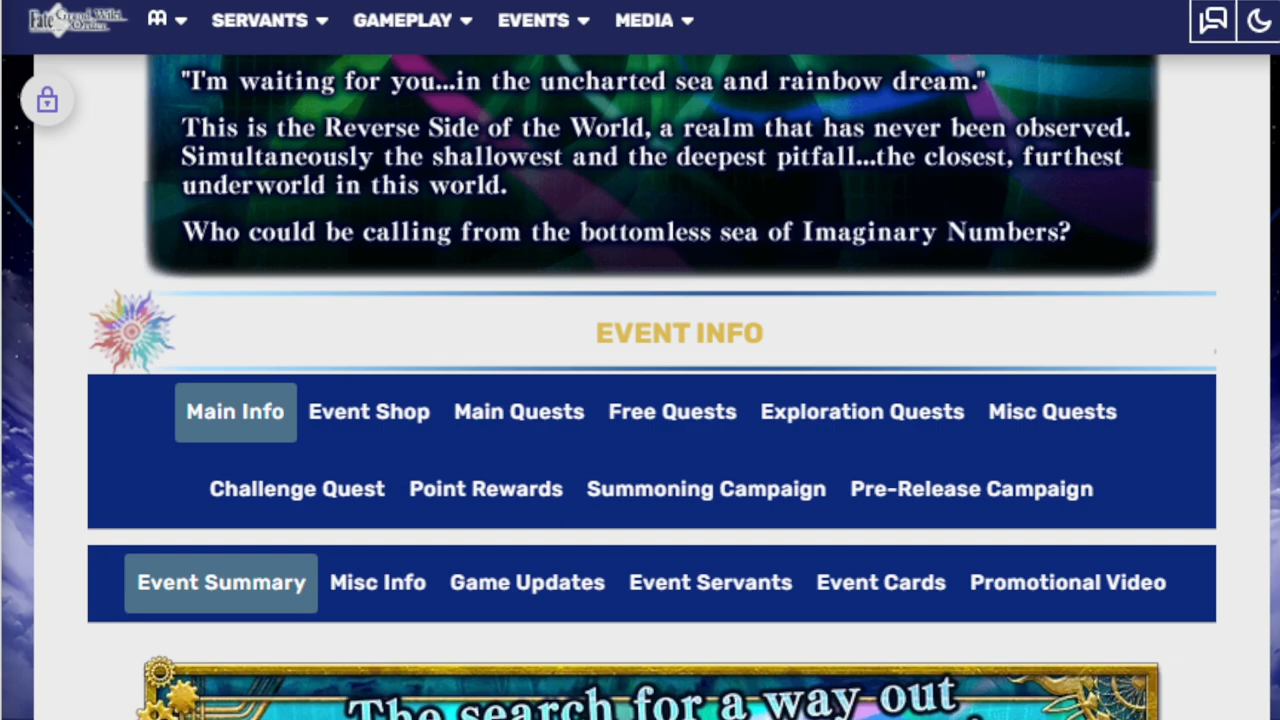 Fate Grand Order Wiki
SERVANTS GAMEPLAY EVENTS MEDIA
"I'm waiting for you...in the uncharted sea and rainbow dream."
This is the Reverse Side of the World, a realm that has never been observed.
Simultaneously the shallowest and the deepest pitfall...the closest, furthest
underworld in this world.
Who could be calling from the bottomless sea of Imaginary Numbers?
EVENT INFO
Main Info Event Shop Main Quests Free Quests Exploration Quests Misc Quests
Challenge Quest Point Rewards Summoning Campaign Pre-Release Campaign
Event Summary Misc Info Game Updates Event Servants Event Cards Promotional Video
The search for a way out